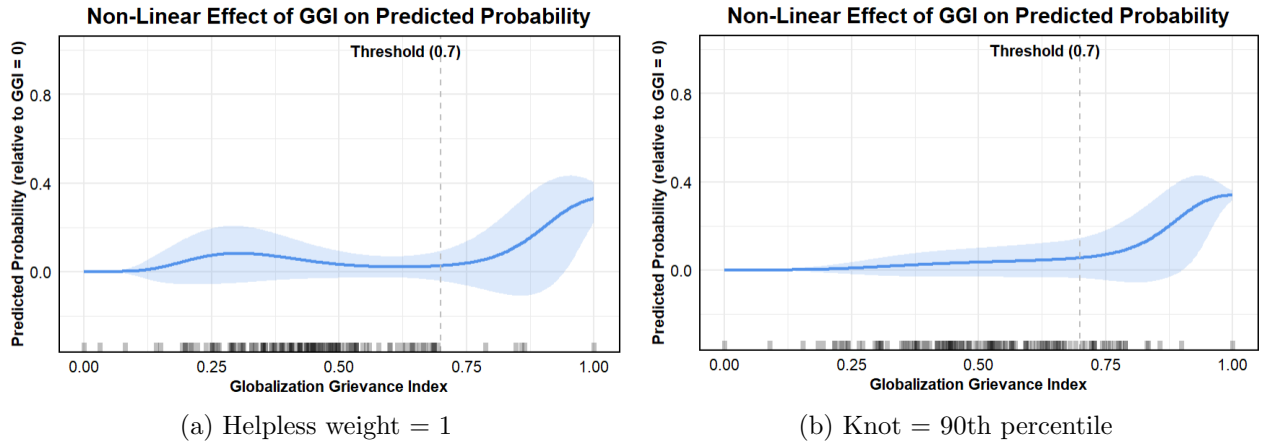 Non-Linear Effect of GGI on Predicted Probability
Threshold (0.7)
Predicted Probability (relative to GGI = 0)
0.8
0.4
0.0
0.00 0.25 0.50 0.75 1.00
Globalization Grievance Index
(a) Helpless weight = 1
Non-Linear Effect of GGI on Predicted Probability
Threshold (0.7)
Predicted Probability (relative to GGI = 0)
0.8
0.4
0.0
0.00 0.25 0.50 0.75 1.00
Globalization Grievance Index
(b) Knot = 90th percentile